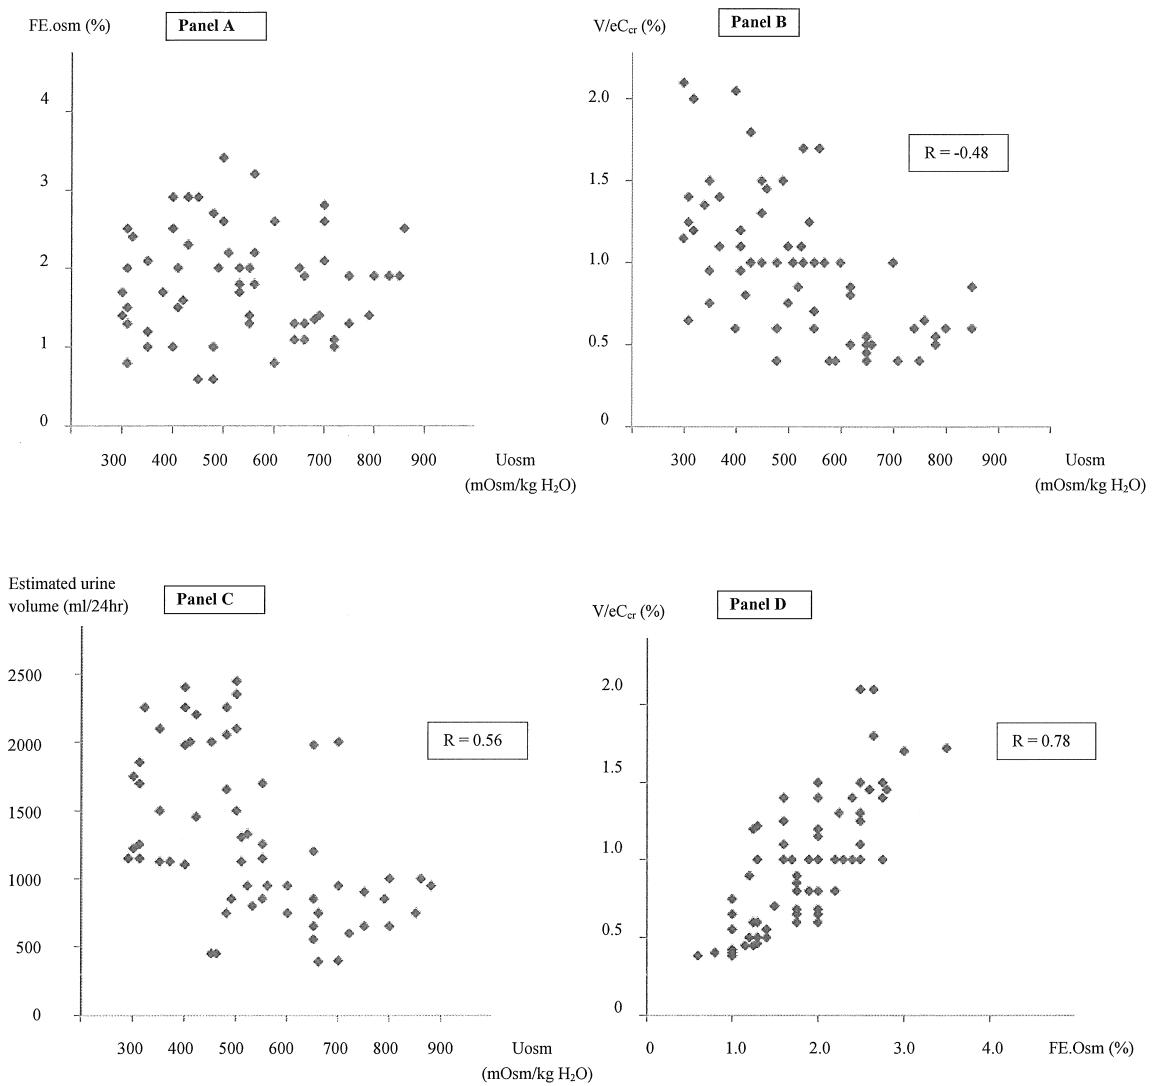 FE.osm (%)
Panel A
4
3
2
1
0
300 400 500 600 700 800 900 Uosm
(mOsm/kg H₂O)
V/eCcr (%)
Panel B
R = -0.48
2.0
1.5
1.0
0.5
0
300 400 500 600 700 800 900 Uosm
(mOsm/kg H₂O)
Estimated urine
volume (ml/24hr)
Panel C
R = 0.56
2500
2000
1500
1000
500
0
300 400 500 600 700 800 900 Uosm
(mOsm/kg H₂O)
V/eCcr (%)
Panel D
R = 0.78
2.0
1.5
1.0
0.5
0
0 1.0 2.0 3.0 4.0 FE.Osm (%)